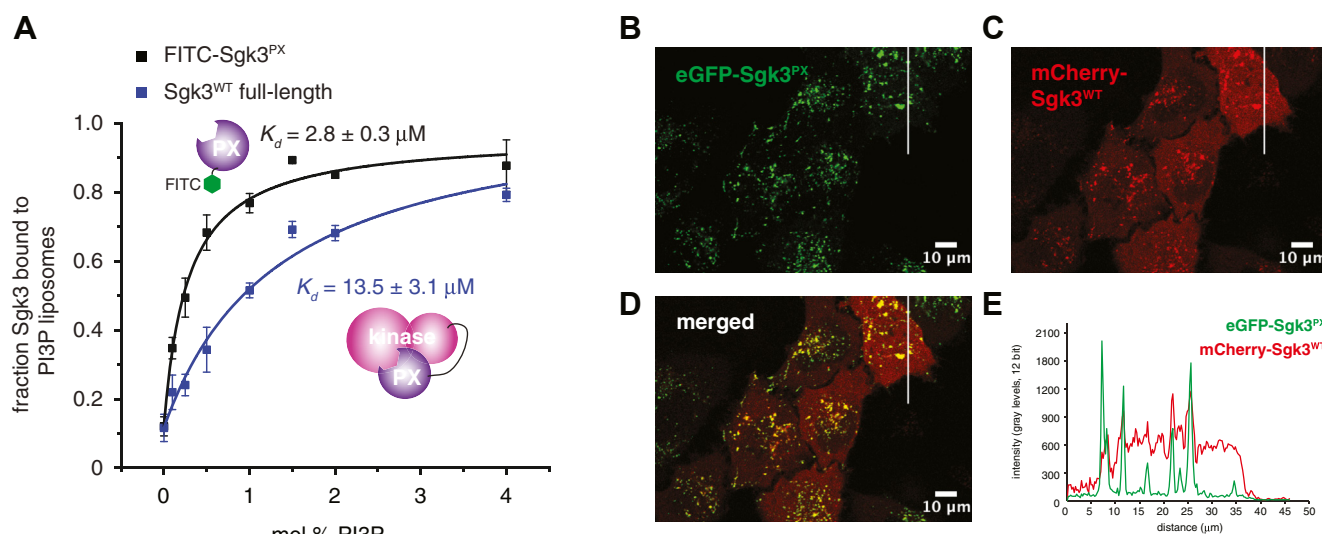 A
FITC-Sgk3PX
Sgk3WT full-length
Kd = 2.8 ± 0.3 µM
PX
FITC
Kd = 13.5 ± 3.1 µM
kinase
PX
fraction Sgk3 bound to
PI3P liposomes
1.0
0.8
0.6
0.4
0.2
0
0
1
2
3
4
mol % PI3P
B
eGFP-Sgk3PX
10 µm
C
mCherry-
Sgk3WT
10 µm
D
merged
10 µm
E
eGFP-Sgk3PX
mCherry-Sgk3WT
intensity (gray levels, 12 bit)
2100
1800
1500
1200
900
600
300
0
0
5
10
15
20
25
30
35
40
45
50
distance (µm)